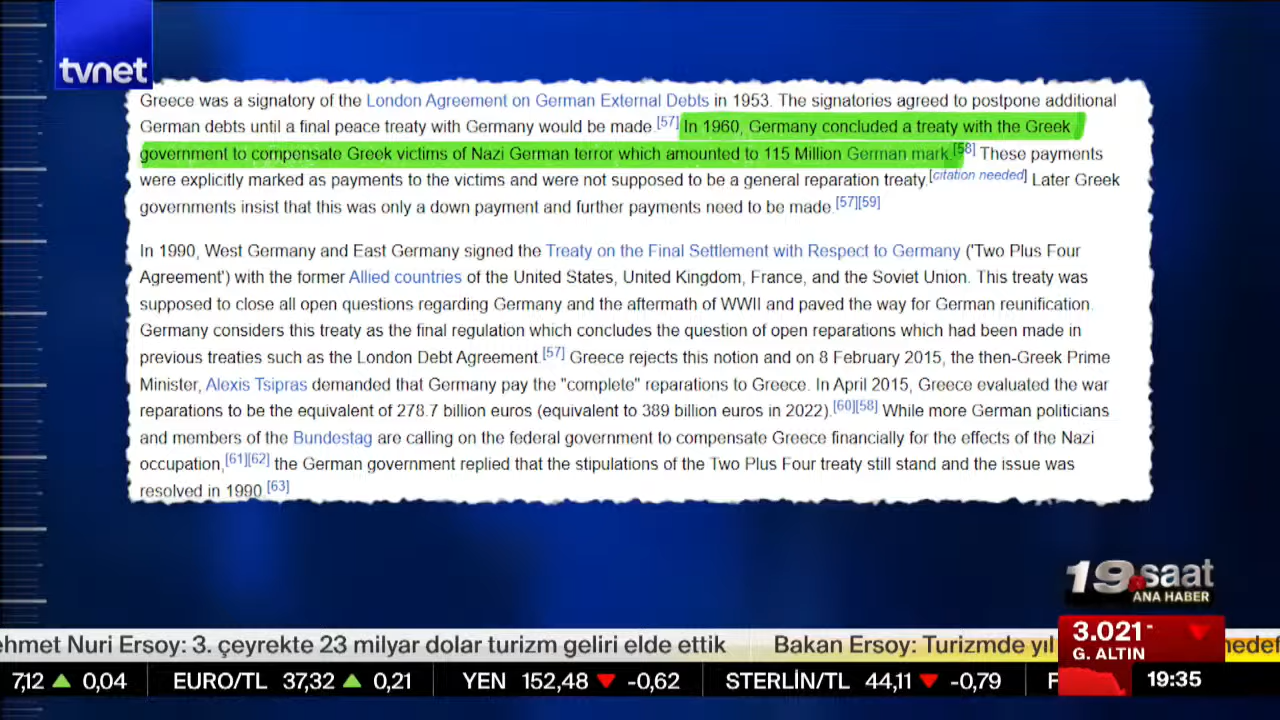 tvnet
Greece was a signatory of the London Agreement on German External Debts in 1953. The signatories agreed to postpone additional
German debts until a final peace treaty with Germany would be made.[57] In 1960, Germany concluded a treaty with the Greek
government to compensate Greek victims of Nazi German terror which amounted to 115 Million German mark.[58] These payments
were explicitly marked as payments to the victims and were not supposed to be a general reparation treaty.[citation needed] Later Greek
governments insist that this was only a down payment and further payments need to be made.[57][59]
In 1990, West Germany and East Germany signed the Treaty on the Final Settlement with Respect to Germany ('Two Plus Four
Agreement') with the former Allied countries of the United States, United Kingdom, France, and the Soviet Union. This treaty was
supposed to close all open questions regarding Germany and the aftermath of WWII and paved the way for German reunification.
Germany considers this treaty as the final regulation which concludes the question of open reparations which had been made in
previous treaties such as the London Debt Agreement.[57] Greece rejects this notion and on 8 February 2015, the then-Greek Prime
Minister, Alexis Tsipras demanded that Germany pay the "complete" reparations to Greece. In April 2015, Greece evaluated the war
reparations to be the equivalent of 278.7 billion euros (equivalent to 389 billion euros in 2022).[60][58] While more German politicians
and members of the Bundestag are calling on the federal government to compensate Greece financially for the effects of the Nazi
occupation,[61][62] the German government replied that the stipulations of the Two Plus Four treaty still stand and the issue was
resolved in 1990.[63]
19.saat
ANA HABER
ehmet Nuri Ersoy: 3. çeyrekte 23 milyar dolar turizm geliri elde ettik Bakan Ersoy: Turizmde yıl
3.021
G. ALTIN
7,12 0,04 EURO/TL 37,32 0,21 YEN 152,48 -0,62 STERLİN/TL 44,11 -0,79 19:35